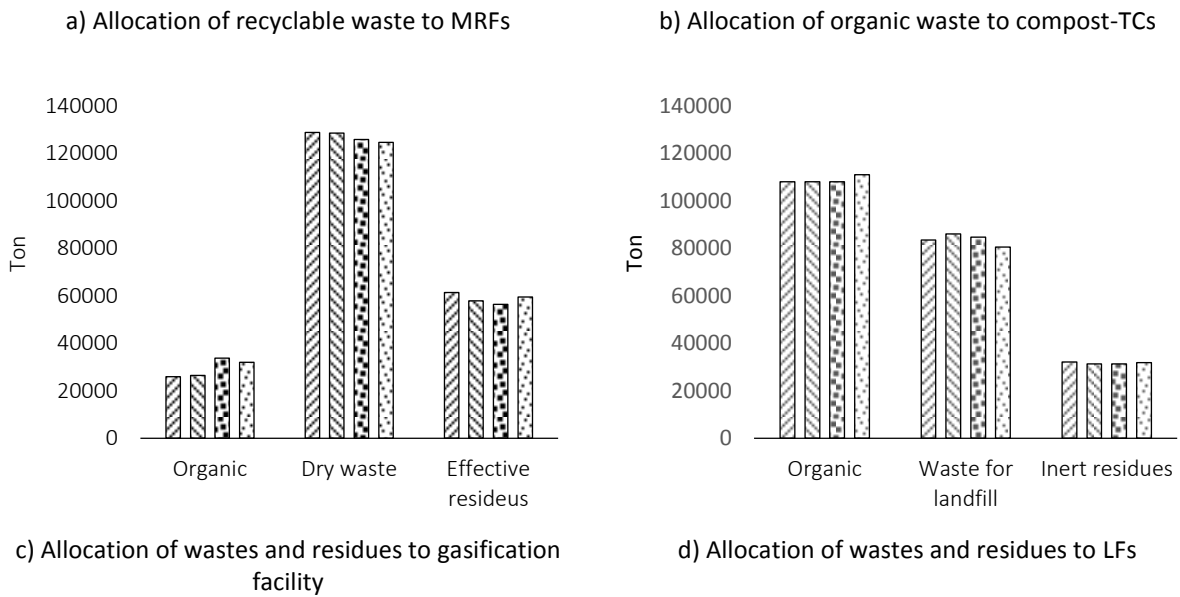 a) Allocation of recyclable waste to MRFs
b) Allocation of organic waste to compost-TCs
140000
120000
100000
80000
60000
40000
20000
0
Ton
Organic
Dry waste
Effective
resideus
140000
120000
100000
80000
60000
40000
20000
0
Ton
Organic
Waste for
landfill
Inert residues
c) Allocation of wastes and residues to gasification
facility
d) Allocation of wastes and residues to LFs